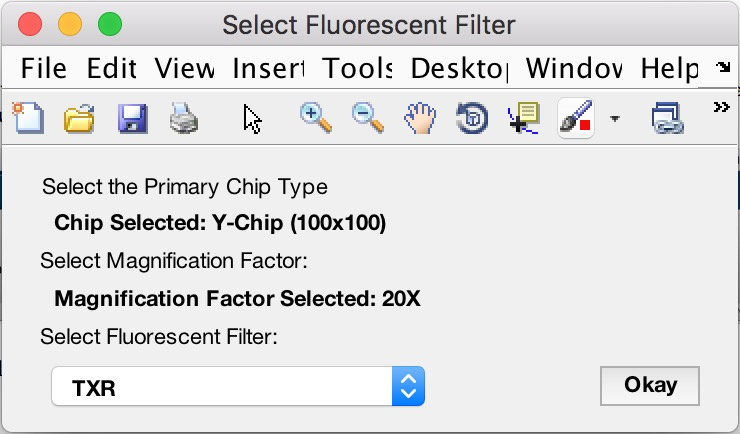 Select Fluorescent Filter
File Edit View Insert Tools Desktop Window Help
Select the Primary Chip Type
Chip Selected: Y-Chip (100x100)
Select Magnification Factor:
Magnification Factor Selected: 20X
Select Fluorescent Filter:
TXR Okay